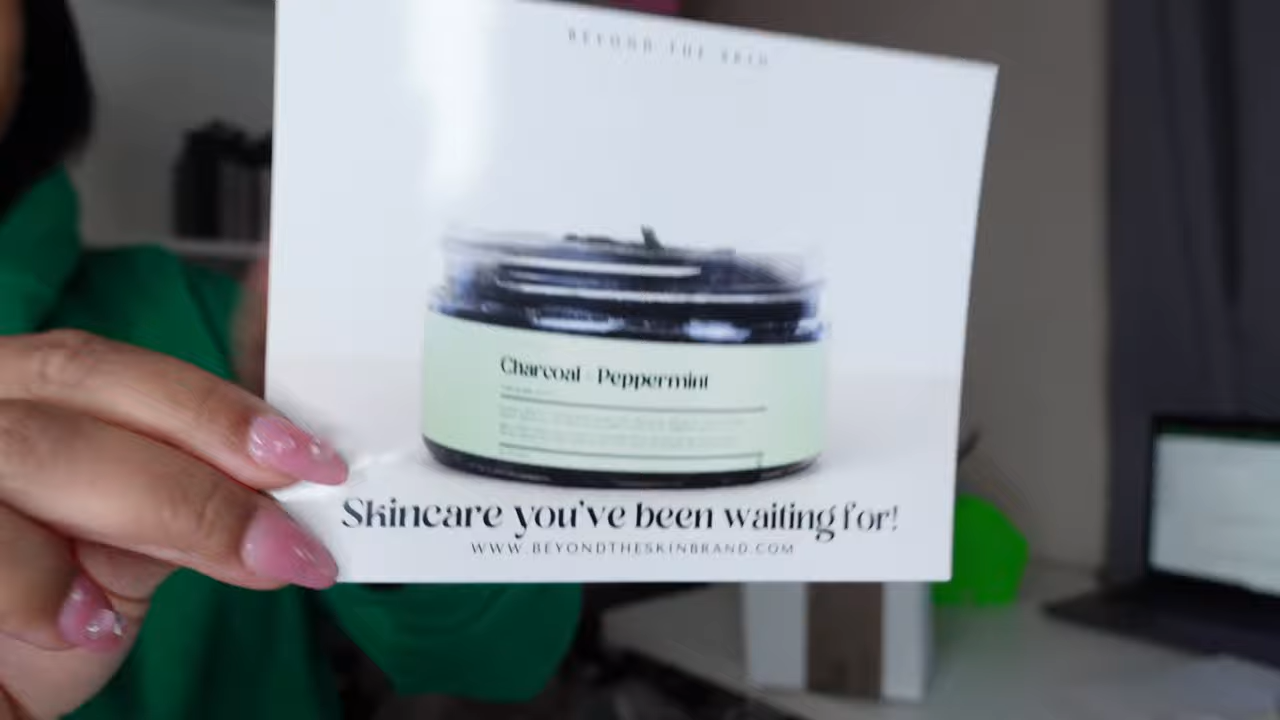 BEYOND THE SKIN
Charcoal Peppermint
Skincare you've been waiting for!
WWW.BEYONDTHESKINBRAND.COM